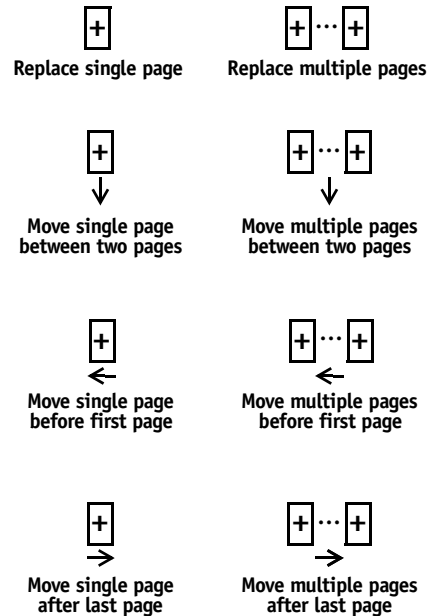 + + ... +
Replace single page Replace multiple pages
+ + ... +
Move single page Move multiple pages
between two pages between two pages
+ + ... +
Move single page Move multiple pages
before first page before first page
+ + ... +
Move single page Move multiple pages
after last page after last page